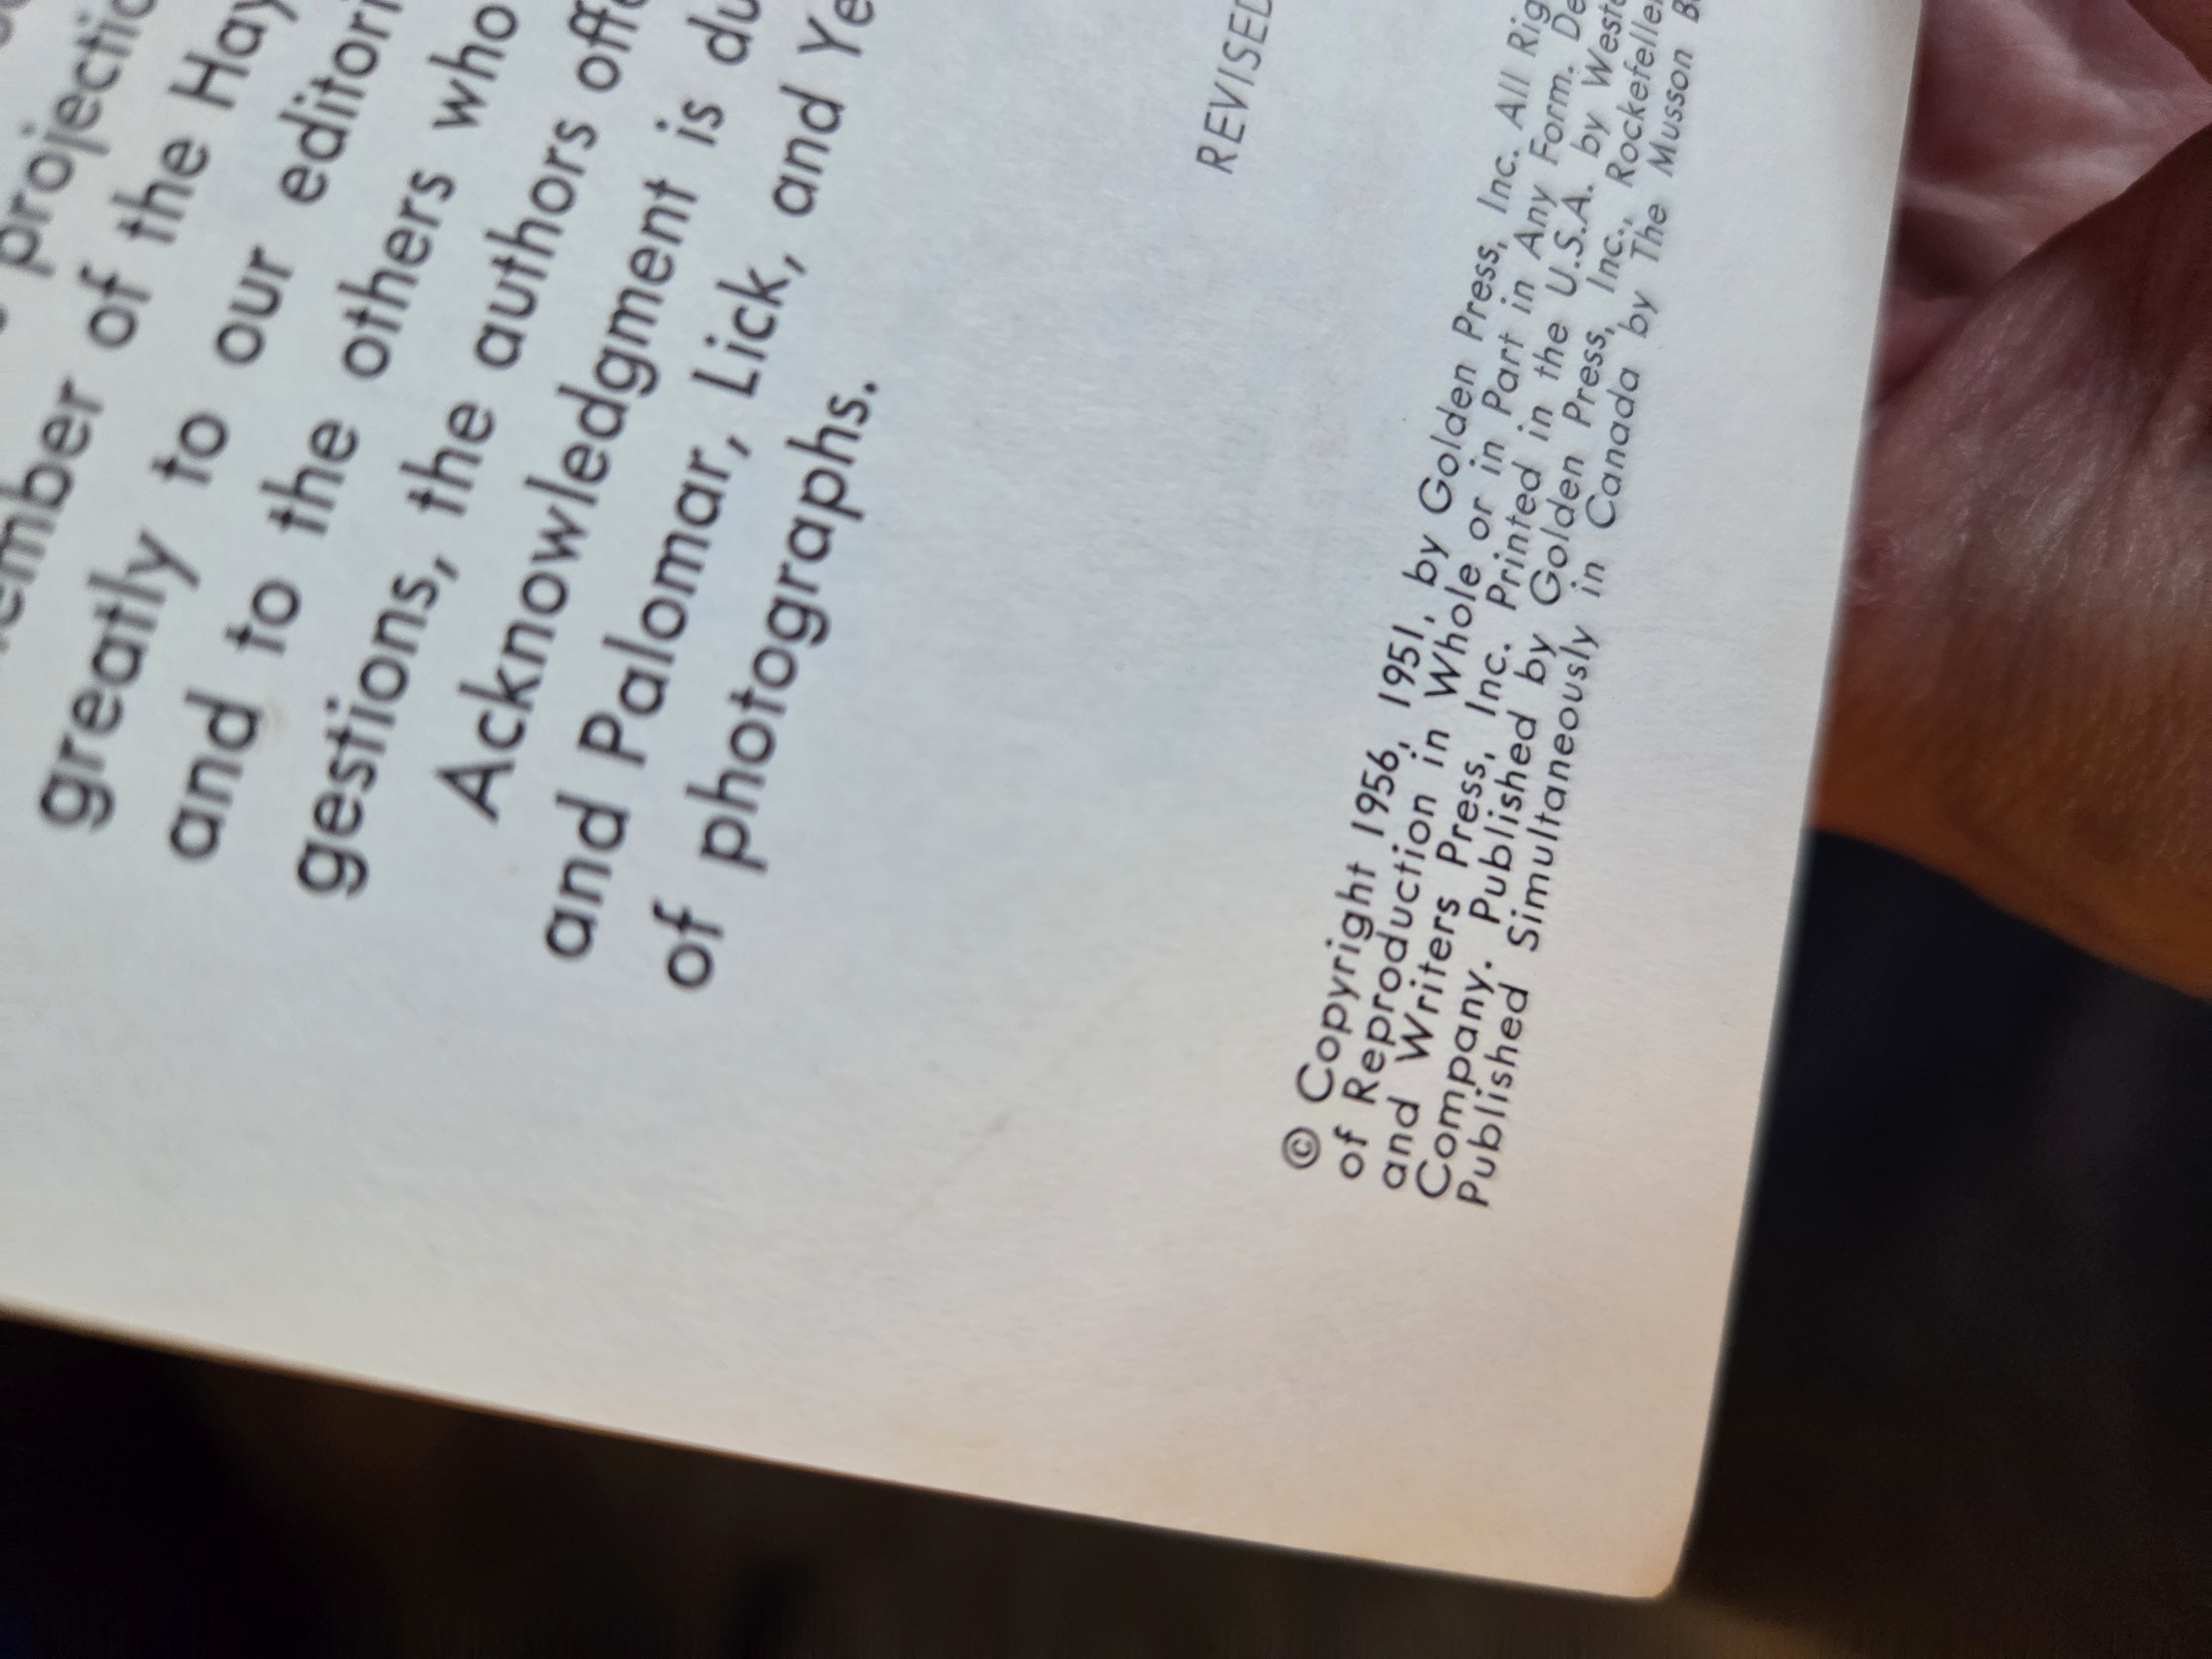 projectio
ember of the Hay
greatly to our editori
and to the others who
gestions, the authors offe
Acknowledgment is du
and Palomar, Lick, and Ye
of photographs.
REVISED
© Copyright 1956, 1951, by Golden Press, Inc. All Rig
of Reproduction in Whole or in Part in Any Form. De
and Writers Press, Inc. Printed in the U.S.A. by Weste
Company. Published by Golden Press, Inc., Rockefeller
Published Simultaneously in Canada by The Musson B